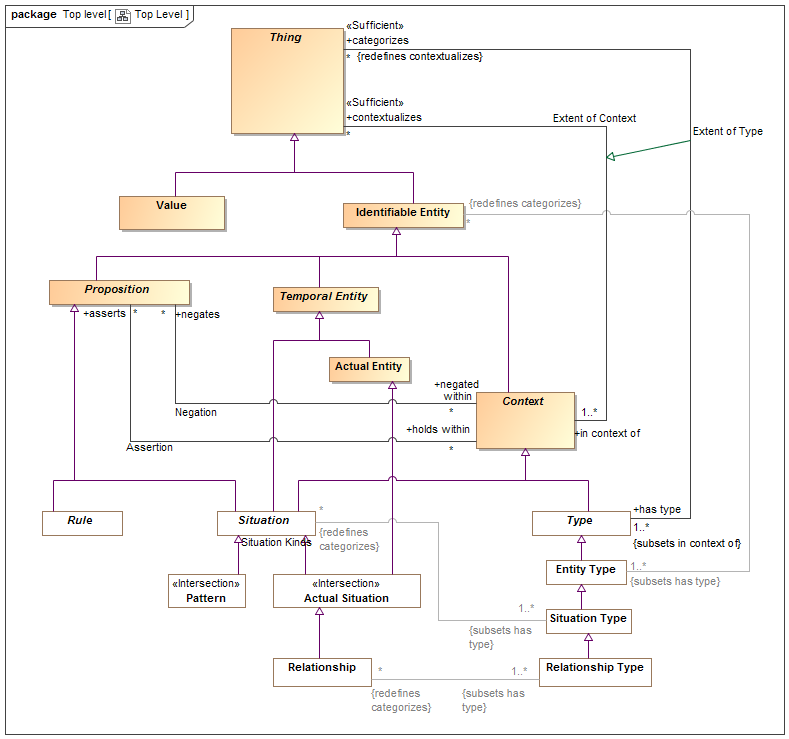 package Top level[ Top Level ]
«Sufficient»
+categorizes
Thing
* {redefines contextualizes}
«Sufficient»
+contextualizes
*
Extent of Context
Extent of Type
Value
Identifiable Entity
{redefines categorizes}
*
Proposition
Temporal Entity
+asserts * * +negates
Actual Entity
+negated
within
*
Negation
Context
1..*
+holds within
+in context of
Assertion
*
+has type
1..*
Rule
Situation
*
{redefines
categorizes}
Type
{subsets in context of}
Situation Kinds
Entity Type
1..*
{subsets has type}
«Intersection»
Pattern
«Intersection»
Actual Situation
1..*
Situation Type
{subsets has
type}
Relationship
* 1..*
Relationship Type
{redefines
categorizes}
{subsets has
type}